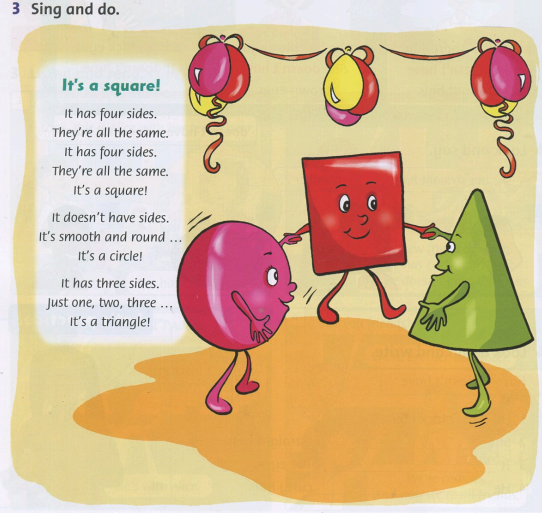 3 Sing and do.
It's a square!
It has four sides.
They're all the same.
It has four sides.
They're all the same.
It's a square!
It doesn't have sides.
It's smooth and round ...
It's a circle!
It has three sides.
Just one, two, three ...
It's a triangle!